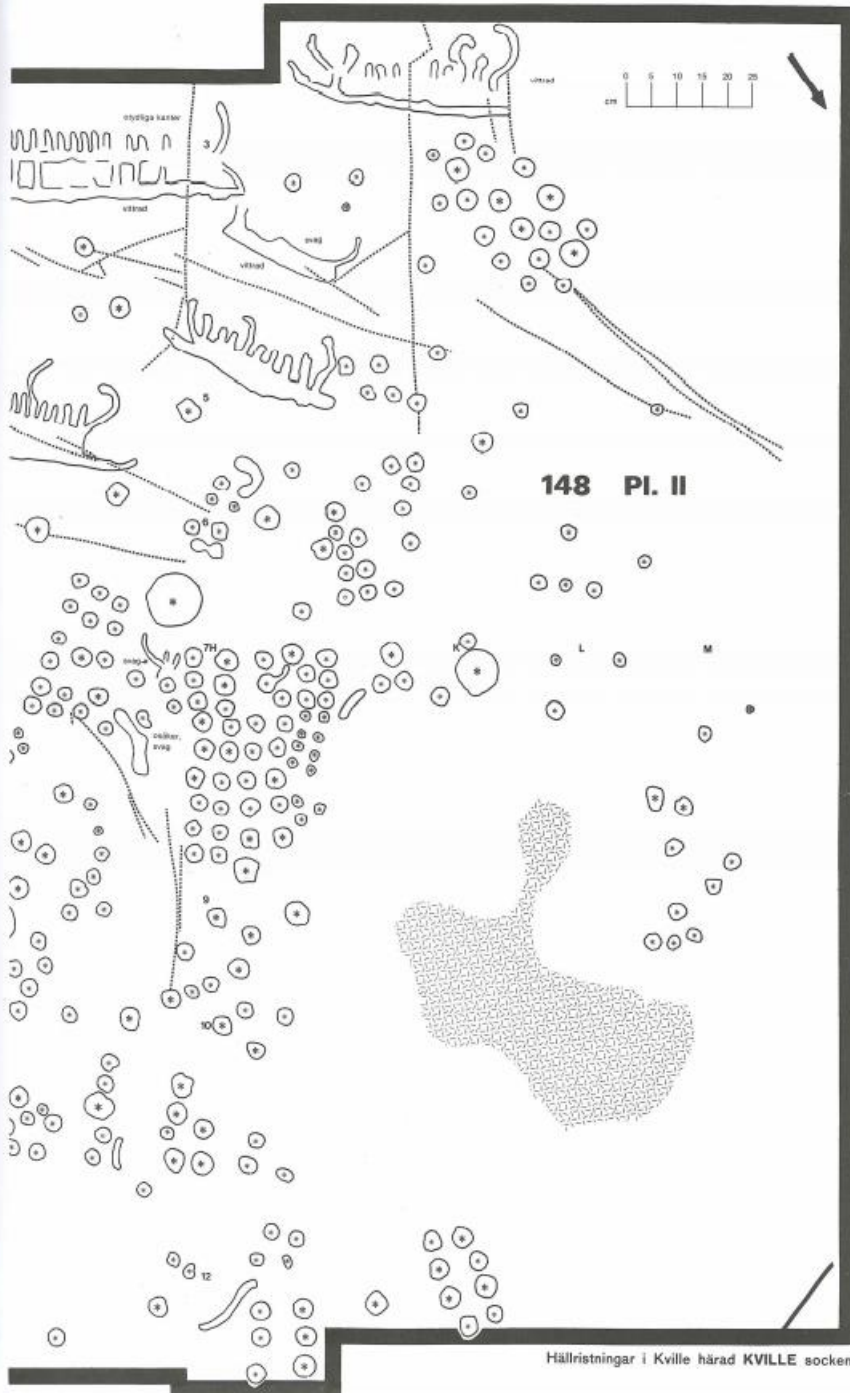 vittrad
0 5 10 15 20 25
cm
otydliga kanter
3
vittrad
svag
vittrad
5
148 Pl. II
6
7H
K
L
M
svag
osäker,
svag
9
10
12
Hällristningar i Kville härad KVILLE socken